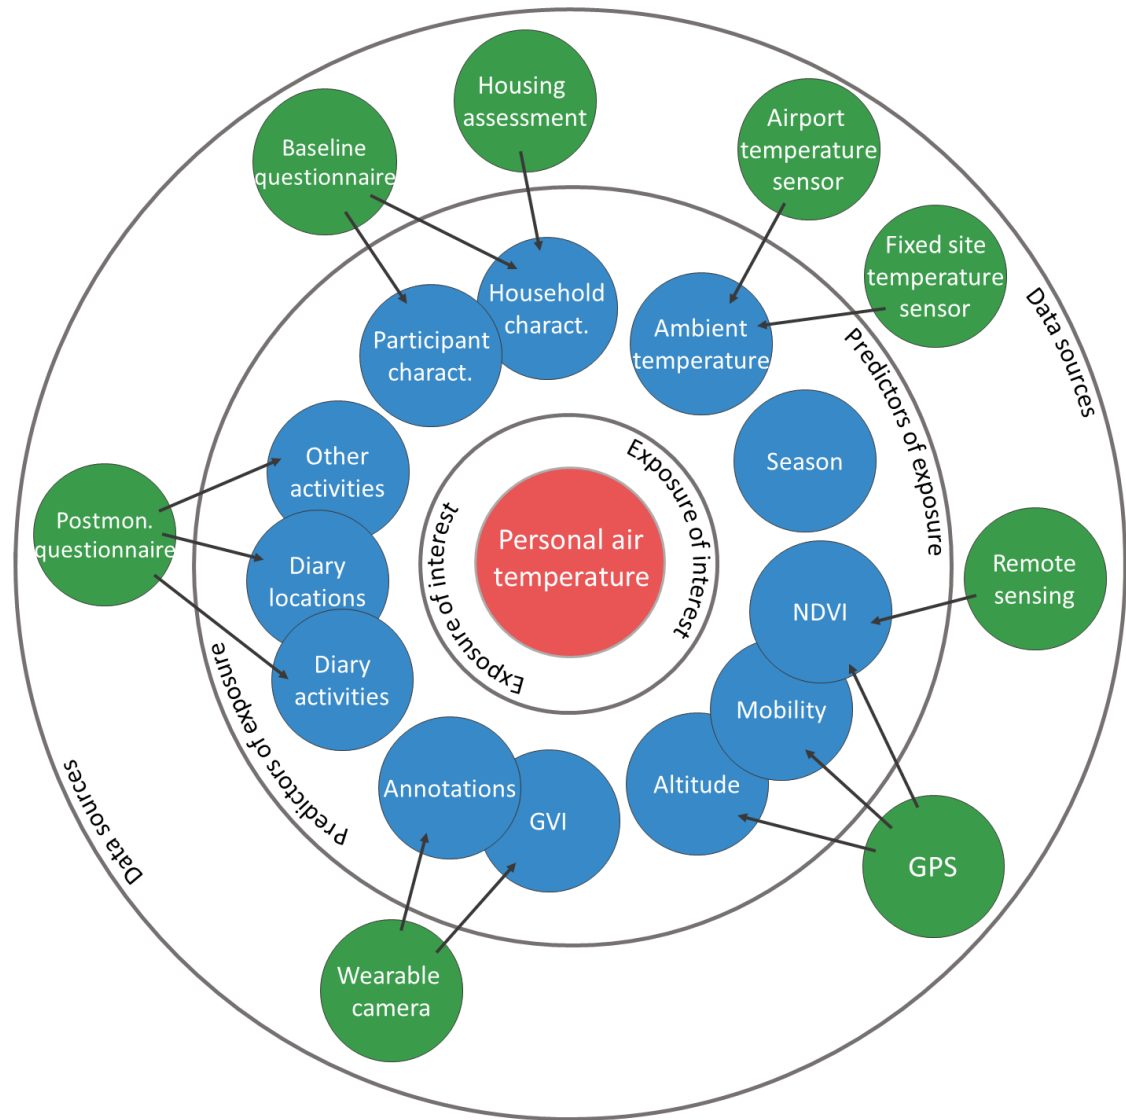 Housing
assessment
Baseline
questionnaire
Airport
temperature
sensor
Fixed site
temperature
sensor
Data sources
Household
charact.
Participant
charact.
Ambient
temperature
Predictors of exposure
Other
activities
Season
Exposure of interest
Personal air
temperature
Exposure of interest
Postmon.
questionnaire
Diary
locations
Remote
sensing
NDVI
Diary
activities
Mobility
Predictors of exposure
Altitude
Annotations
GVI
Data sources
GPS
Wearable
camera